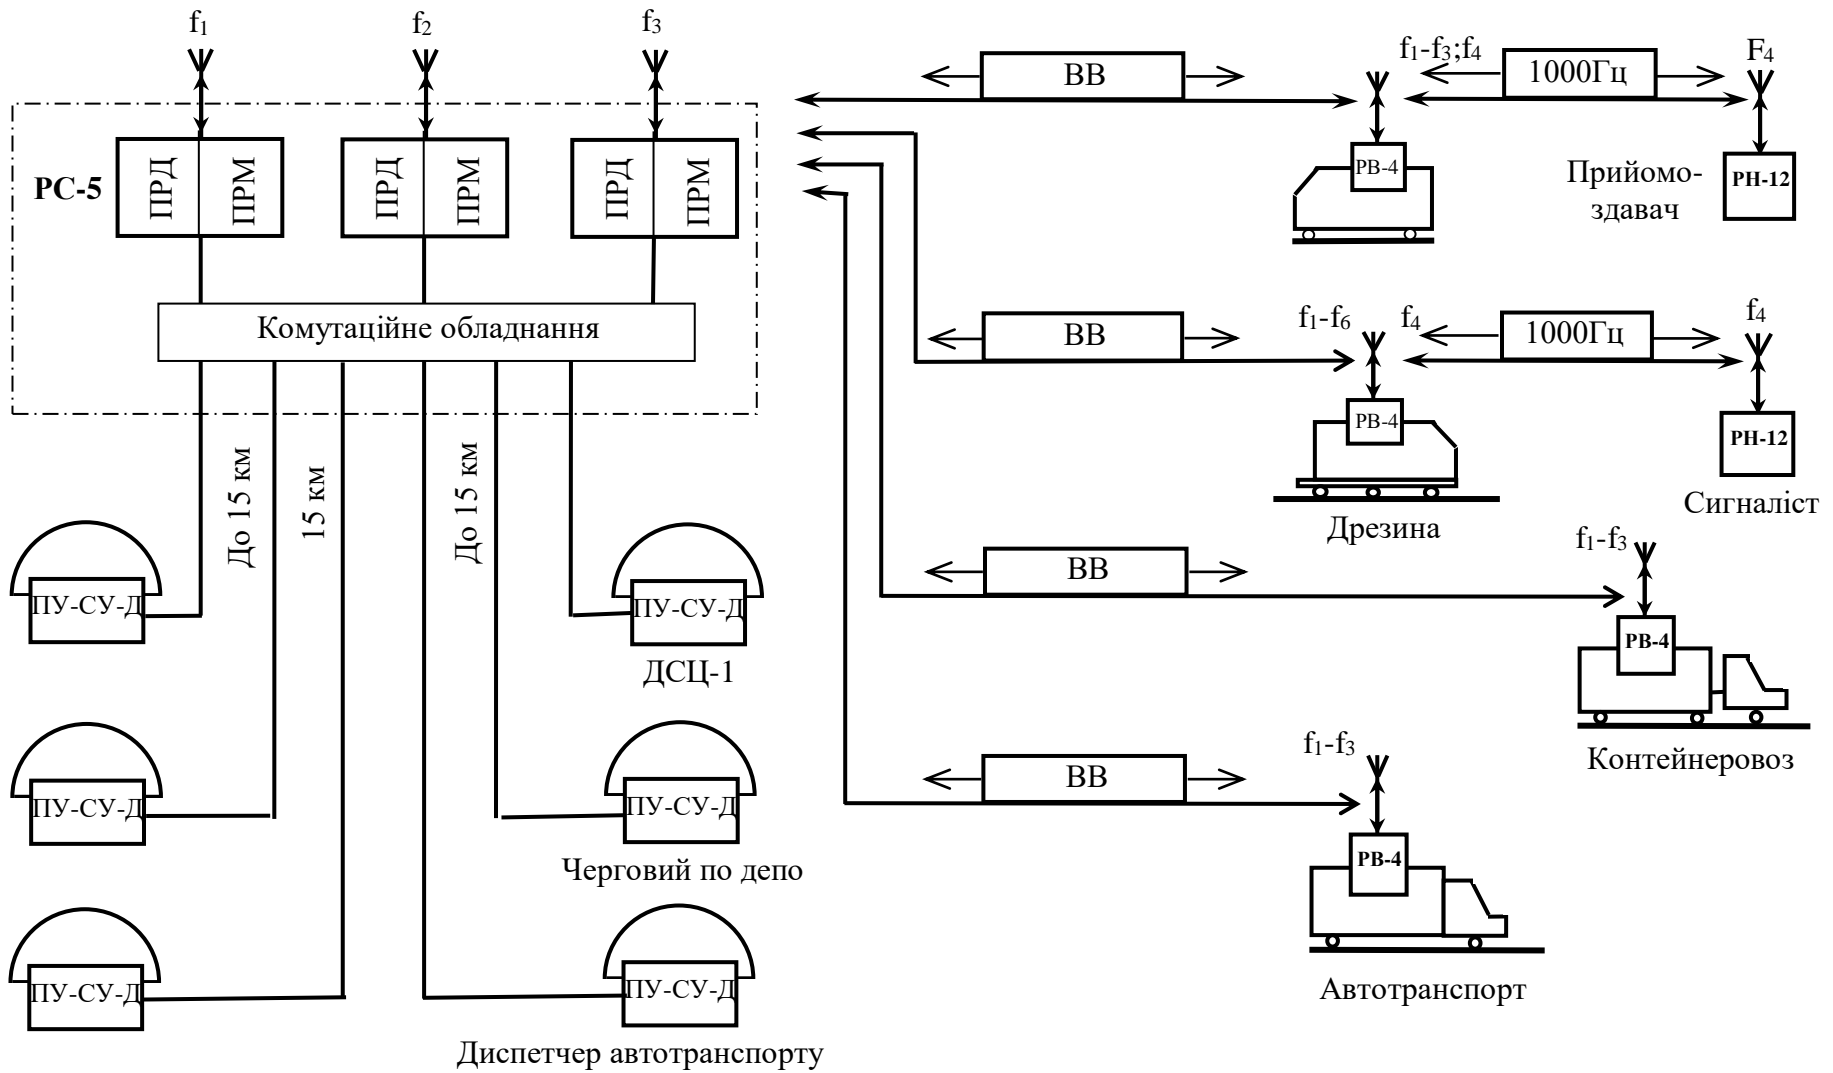 f₁
f₂
f₃
РС-5
ПРД
ПРМ
ПРД
ПРМ
ПРД
ПРМ
Комутаційне обладнання
До 15 км
15 км
До 15 км
ПУ-СУ-Д
ПУ-СУ-Д
ПУ-СУ-Д
ПУ-СУ-Д
ДСЦ-1
ПУ-СУ-Д
Черговий по депо
ПУ-СУ-Д
Диспетчер автотранспорту
ВВ
f₁-f₃;f₄
1000Гц
F₄
РВ-4
Прийомо-
здавач
РН-12
ВВ
f₁-f₆
f₄
1000Гц
f₄
РВ-4
Дрезина
РН-12
Сигналіст
ВВ
f₁-f₃
РВ-4
Контейнеровоз
ВВ
f₁-f₃
РВ-4
Автотранспорт